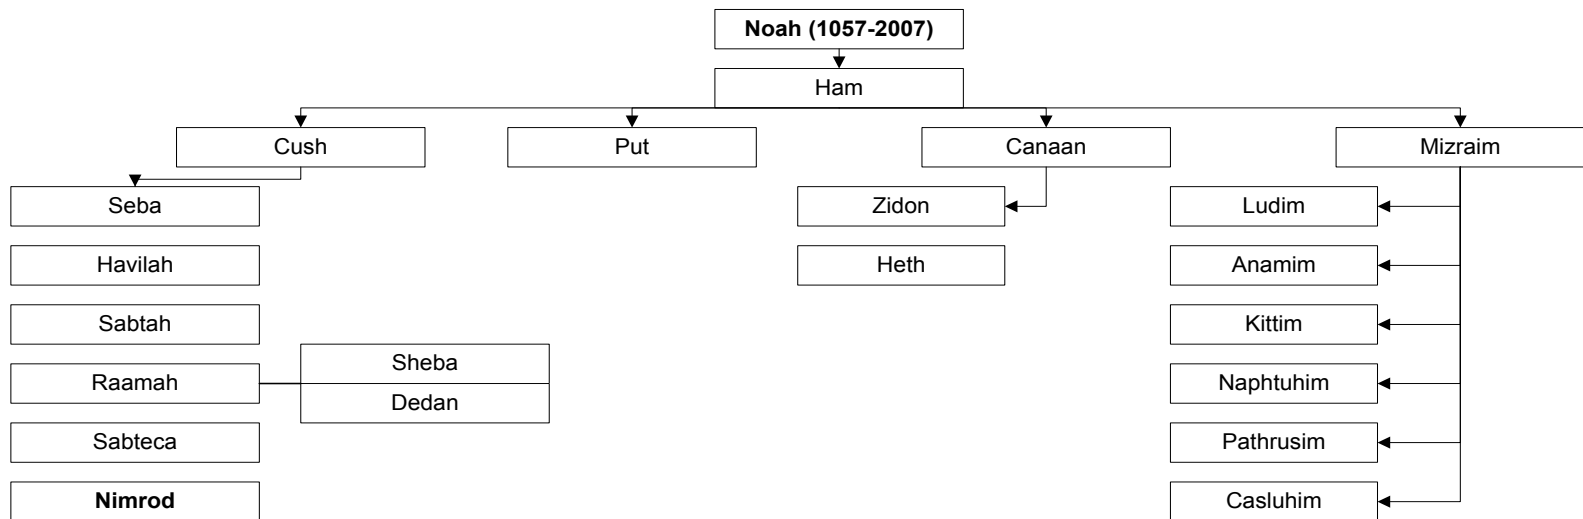 Noah (1057-2007)
Ham
Cush
Put
Canaan
Mizraim
Seba
Zidon
Ludim
Havilah
Heth
Anamim
Sabtah
Kittim
Sheba
Raamah
Naphtuhim
Dedan
Sabteca
Pathrusim
Nimrod
Casluhim